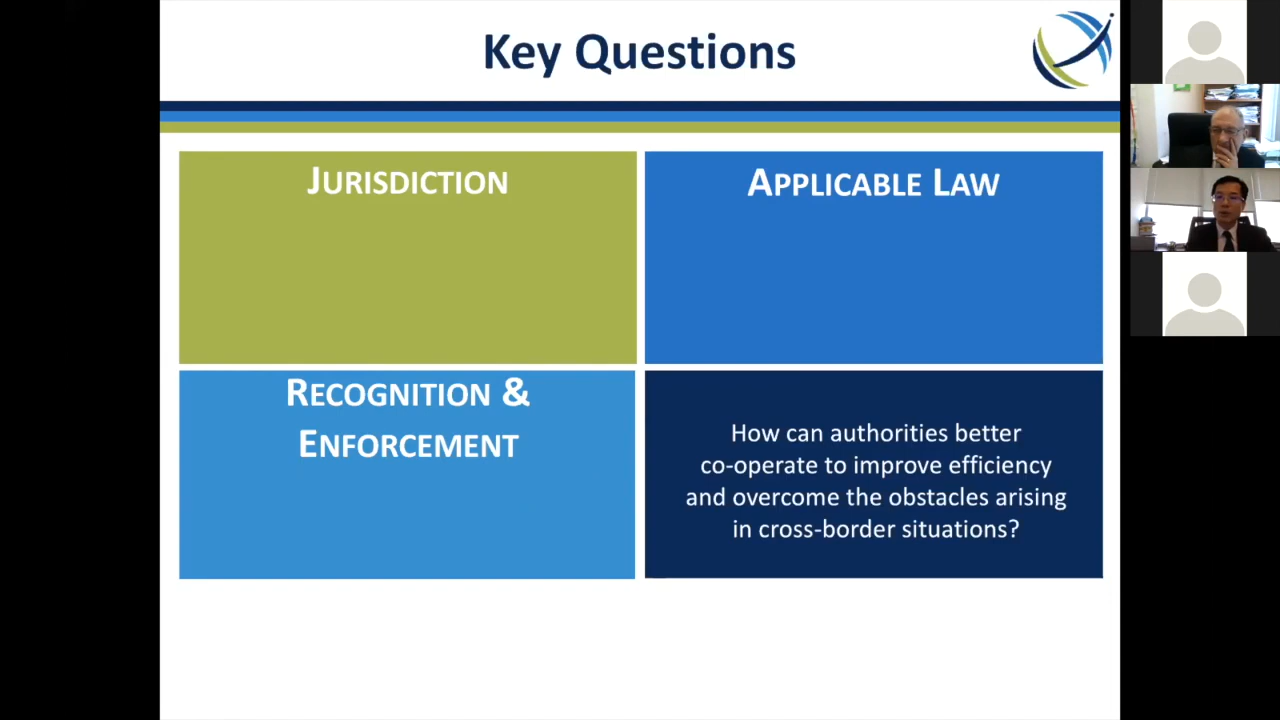 Key Questions
JURISDICTION
APPLICABLE LAW
RECOGNITION &
ENFORCEMENT
How can authorities better
co-operate to improve efficiency
and overcome the obstacles arising
in cross-border situations?